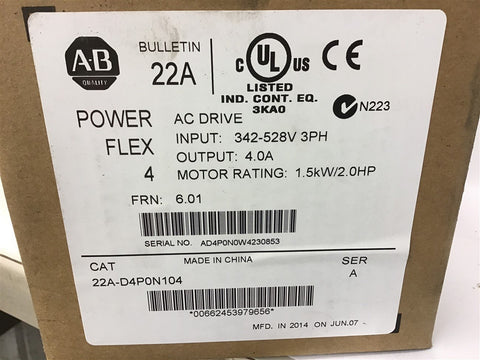 A-B
QUALITY
BULLETIN
22A
C UL US CE
LISTED
IND. CONT. EQ.
3KA0
N223
POWER
FLEX
4
AC DRIVE
INPUT: 342-528V 3PH
OUTPUT: 4.0A
MOTOR RATING: 1.5kW/2.0HP
FRN: 6.01
SERIAL NO. AD4P0N0W4230853
CAT
MADE IN CHINA
SER
22A-D4P0N104
A
*00662453979656*
MFD. IN 2014 ON JUN.07